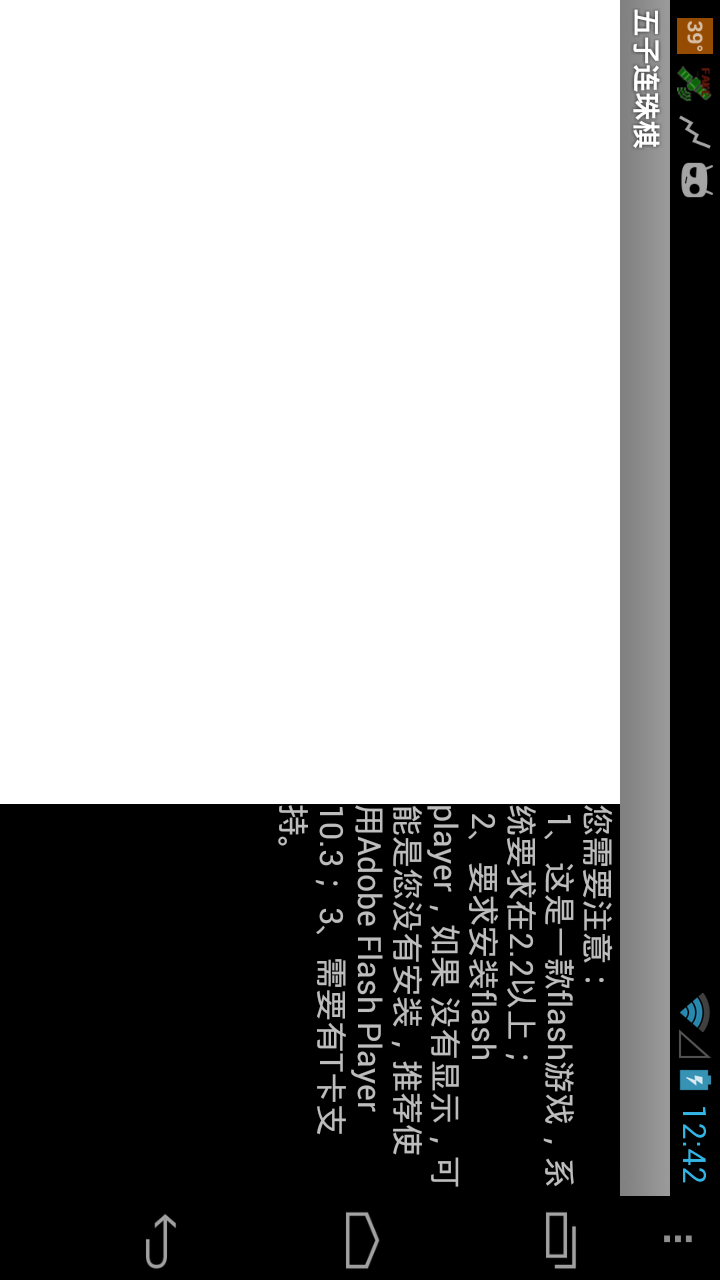 39°
FAKE
12:42
五子连珠棋
您需要注意：
1、这是一款flash游戏，系
统要求在2.2以上；
2、要求安装flash
player，如果 没有显示，可
能是您没有安装，推荐使
用Adobe Flash Player
10.3；3、需要有T卡支
持。